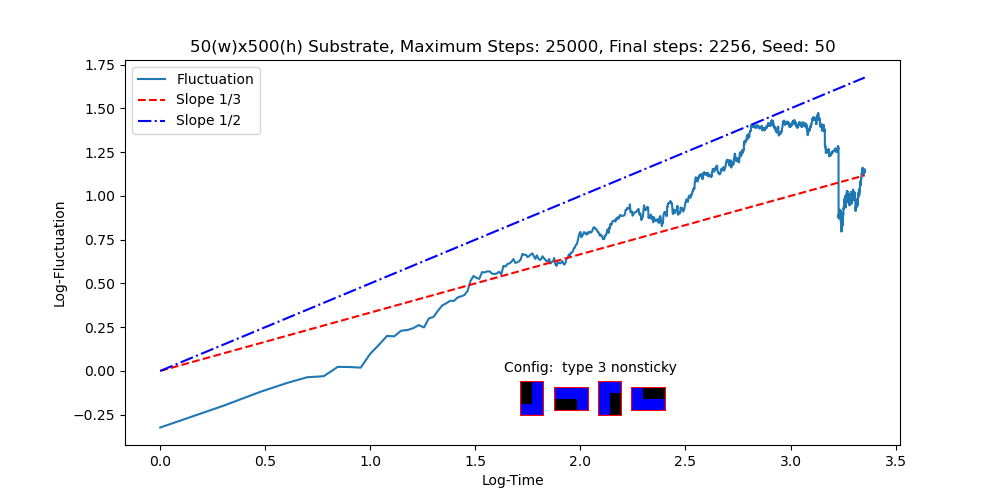 50(w)x500(h) Substrate, Maximum Steps: 25000, Final steps: 2256, Seed: 50
1.75
1.50
1.25
1.00
0.75
0.50
0.25
0.00
−0.25
Log-Fluctuation
Fluctuation
Slope 1/3
Slope 1/2
Config:  type 3 nonsticky
0.0 0.5 1.0 1.5 2.0 2.5 3.0 3.5
Log-Time